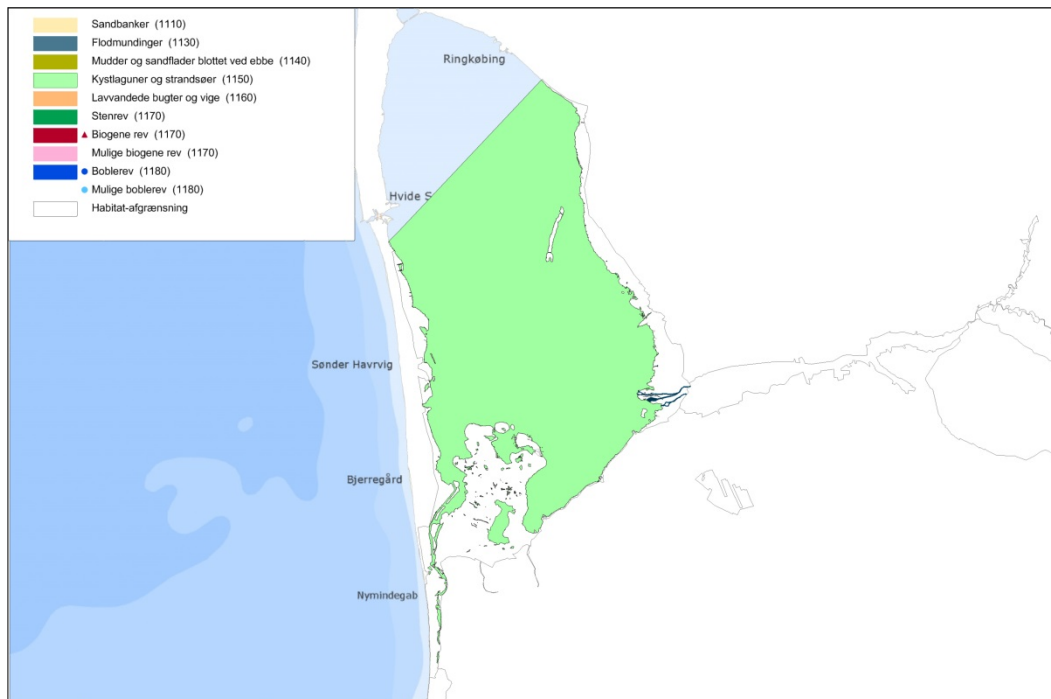 Sandbanker (1110)
Flodmundinger (1130)
Mudder og sandflader blottet ved ebbe (1140)
Kystlaguner og strandsøer (1150)
Lavvandede bugter og vige (1160)
Stenrev (1170)
Biogene rev (1170)
Mulige biogene rev (1170)
Boblerev (1180)
Mulige boblerev (1180)
Habitat-afgrænsning
Ringkøbing
Hvide S
Sønder Havrvig
Bjerregård
Nymindegab